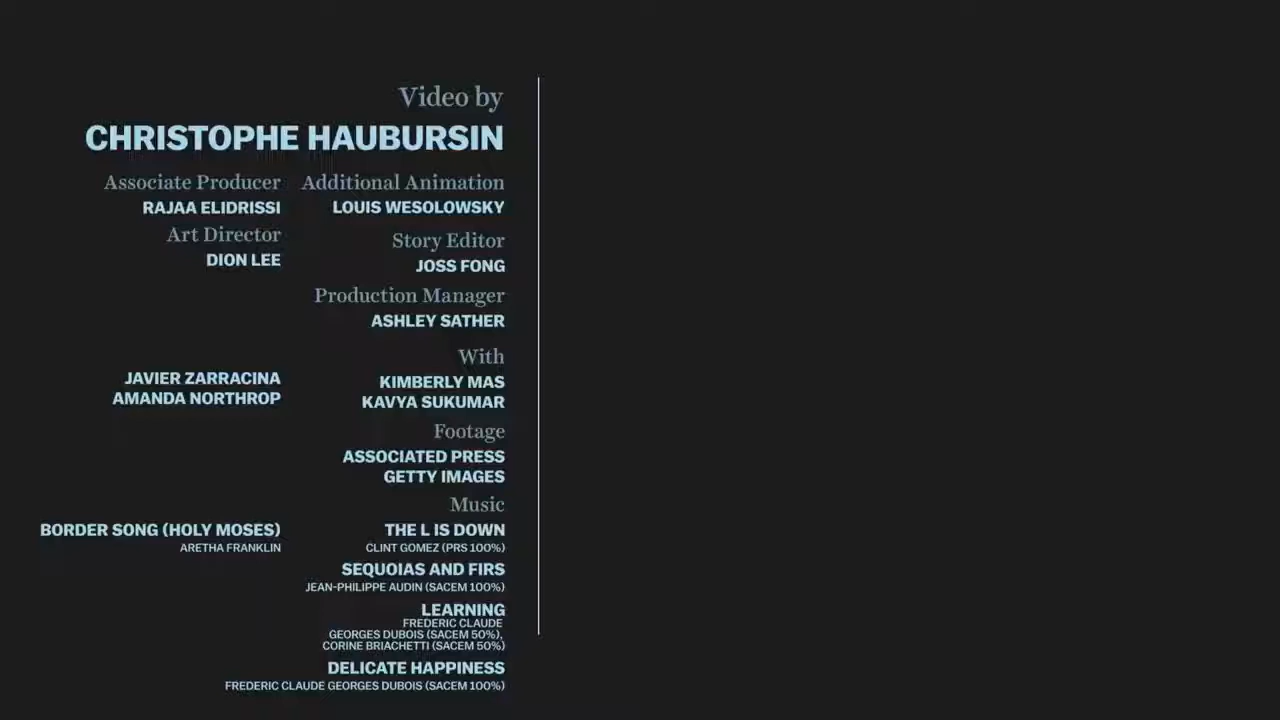 Video by
CHRISTOPHE HAUBURSIN
Associate Producer
RAJAA ELIDRISSI
Additional Animation
LOUIS WESOLOWSKY
Art Director
DION LEE
Story Editor
JOSS FONG
Production Manager
ASHLEY SATHER
With
JAVIER ZARRACINA
AMANDA NORTHROP
KIMBERLY MAS
KAVYA SUKUMAR
Footage
ASSOCIATED PRESS
GETTY IMAGES
Music
BORDER SONG (HOLY MOSES)
ARETHA FRANKLIN
THE L IS DOWN
CLINT GOMEZ (PRS 100%)
SEQUOIAS AND FIRS
JEAN-PHILIPPE AUDIN (SACEM 100%)
LEARNING
FREDERIC CLAUDE
GEORGES DUBOIS (SACEM 50%),
CORINE BRIACHETTI (SACEM 50%)
DELICATE HAPPINESS
FREDERIC CLAUDE GEORGES DUBOIS (SACEM 100%)